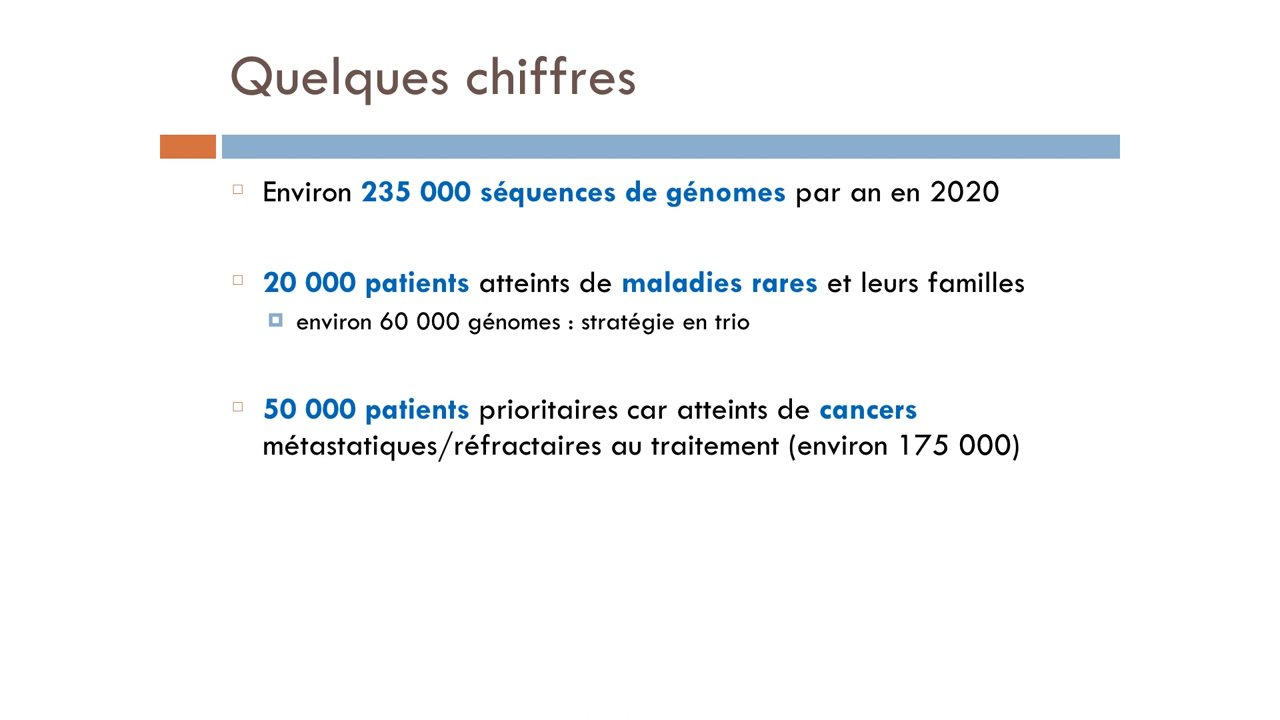 Quelques chiffres
Environ 235 000 séquences de génomes par an en 2020
20 000 patients atteints de maladies rares et leurs familles
environ 60 000 génomes : stratégie en trio
50 000 patients prioritaires car atteints de cancers
métastatiques/réfractaires au traitement (environ 175 000)